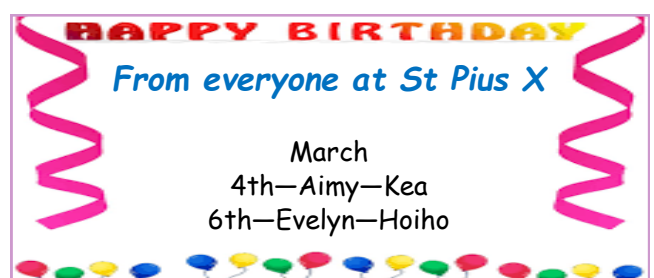 HAPPY BIRTHDAY
From everyone at St Pius X
March
4th—Aimy—Kea
6th—Evelyn—Hoiho